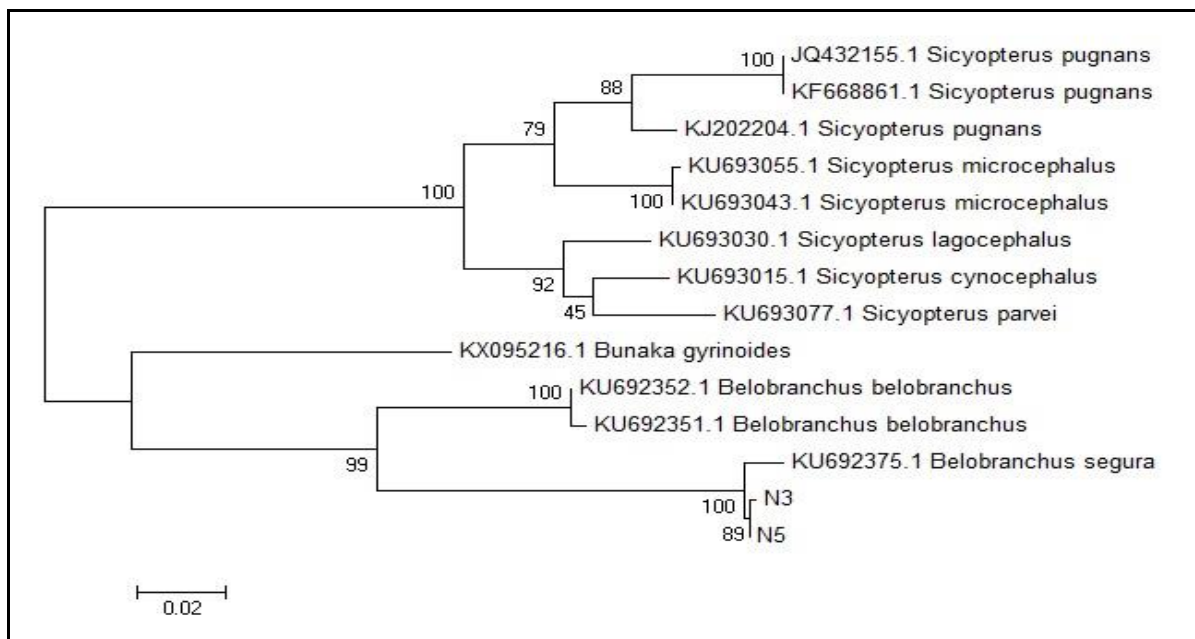 100
JQ432155.1 Sicyopterus pugnans
88
KF668861.1 Sicyopterus pugnans
79
KJ202204.1 Sicyopterus pugnans
KU693055.1 Sicyopterus microcephalus
100
100
KU693043.1 Sicyopterus microcephalus
KU693030.1 Sicyopterus lagocephalus
92
KU693015.1 Sicyopterus cynocephalus
45
KU693077.1 Sicyopterus parvei
KX095216.1 Bunaka gyrinoides
100
KU692352.1 Belobranchus belobranchus
KU692351.1 Belobranchus belobranchus
99
KU692375.1 Belobranchus segura
100
N3
89
N5
0.02